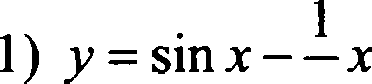 1) y = sin x − 1 x